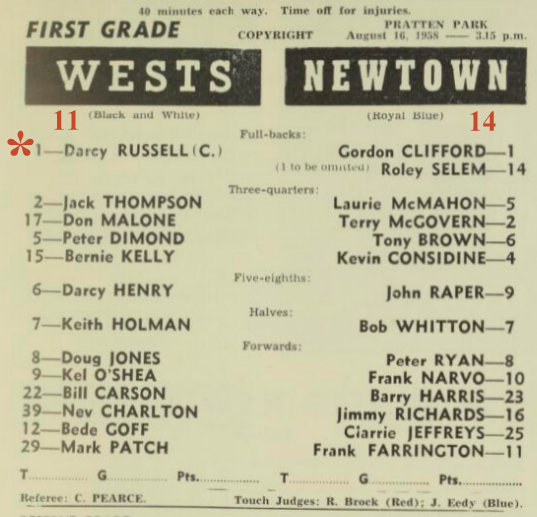 40 minutes each way. Time off for injuries.
FIRST GRADE COPYRIGHT PRATTEN PARK
August 16, 1958 —— 3.15 p.m.
WESTS NEWTOWN
11 (Black and White) (Royal Blue) 14
Full-backs:
*1—Darcy RUSSELL (C.) Gordon CLIFFORD—1
(1 to be omitted) Roley SELEM—14
Three-quarters:
2—Jack THOMPSON Laurie McMAHON—5
17—Don MALONE Terry McGOVERN—2
5—Peter DIMOND Tony BROWN—6
15—Bernie KELLY Kevin CONSIDINE—4
Five-eighths:
6—Darcy HENRY John RAPER—9
Halves:
7—Keith HOLMAN Bob WHITTON—7
Forwards:
8—Doug JONES Peter RYAN—8
9—Kel O'SHEA Frank NARVO—10
22—Bill CARSON Barry HARRIS—23
39—Nev CHARLTON Jimmy RICHARDS—16
12—Bede GOFF Ciarrie JEFFREYS—25
29—Mark PATCH Frank FARRINGTON—11
T............ G............ Pts............ T............ G............ Pts............
Referee: C. PEARCE. Touch Judges: R. Brock (Red); J. Eedy (Blue).